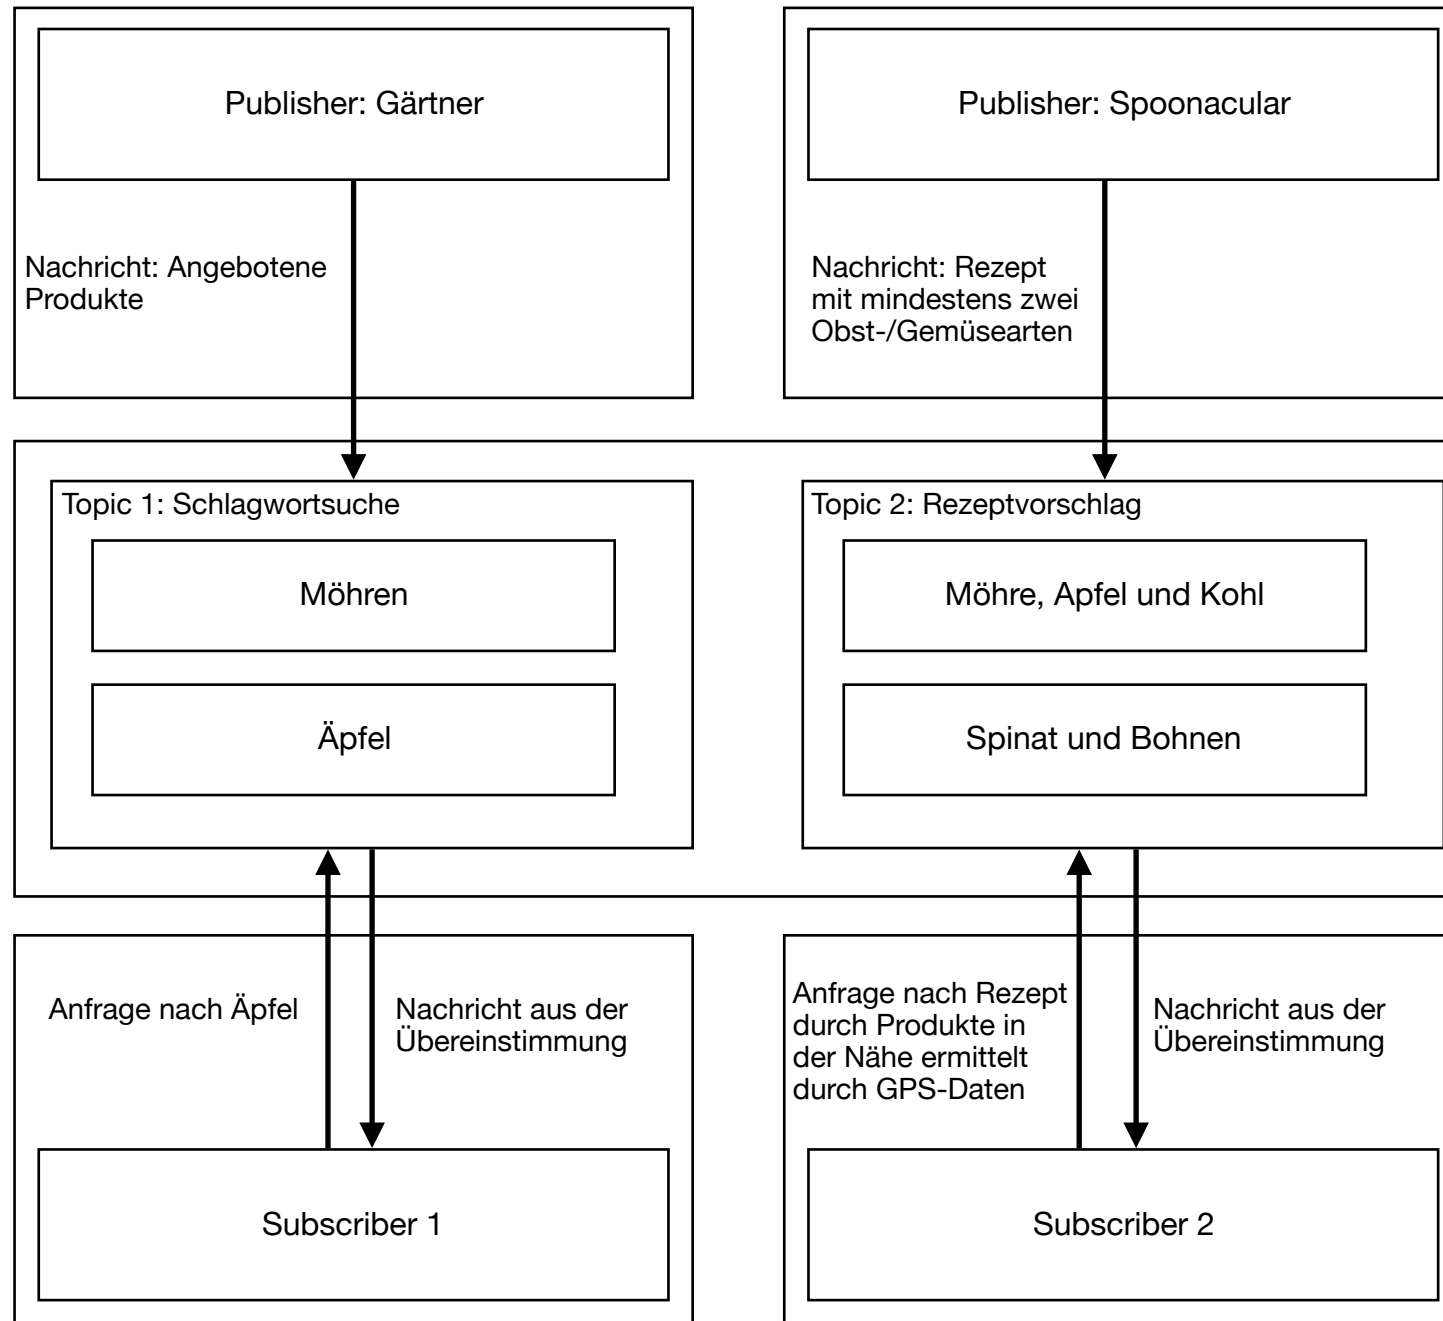 Publisher: Gärtner
Publisher: Spoonacular
Nachricht: Angebotene
Produkte
Nachricht: Rezept
mit mindestens zwei
Obst-/Gemüsearten
Topic 1: Schlagwortsuche
Möhren
Äpfel
Topic 2: Rezeptvorschlag
Möhre, Apfel und Kohl
Spinat und Bohnen
Anfrage nach Äpfel
Nachricht aus der
Übereinstimmung
Anfrage nach Rezept
durch Produkte in
der Nähe ermittelt
durch GPS-Daten
Nachricht aus der
Übereinstimmung
Subscriber 1
Subscriber 2